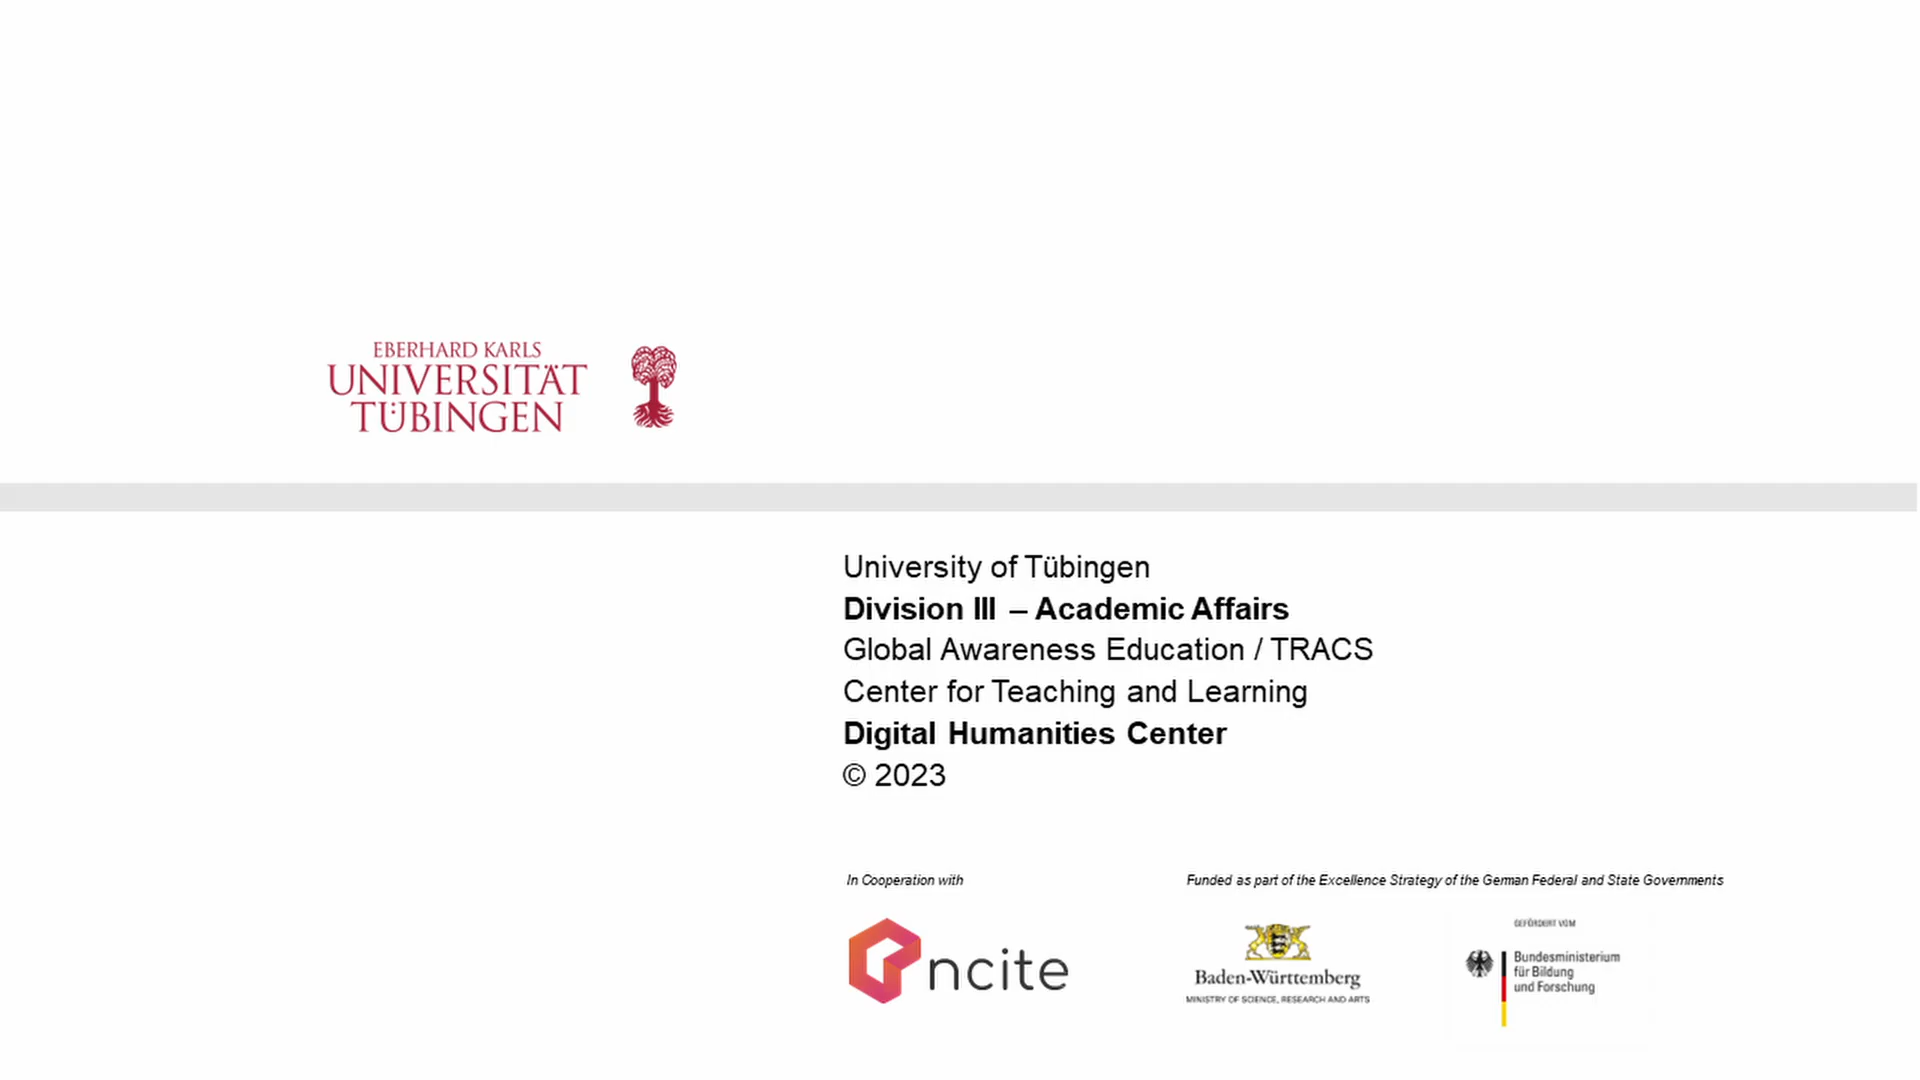 EBERHARD KARLS
UNIVERSITÄT
TÜBINGEN
University of Tübingen
Division III – Academic Affairs
Global Awareness Education / TRACS
Center for Teaching and Learning
Digital Humanities Center
© 2023
In Cooperation with
ncite
Funded as part of the Excellence Strategy of the German Federal and State Governments
Baden-Württemberg
MINISTRY OF SCIENCE, RESEARCH AND ARTS
GEFÖRDERT VOM
Bundesministerium
für Bildung
und Forschung